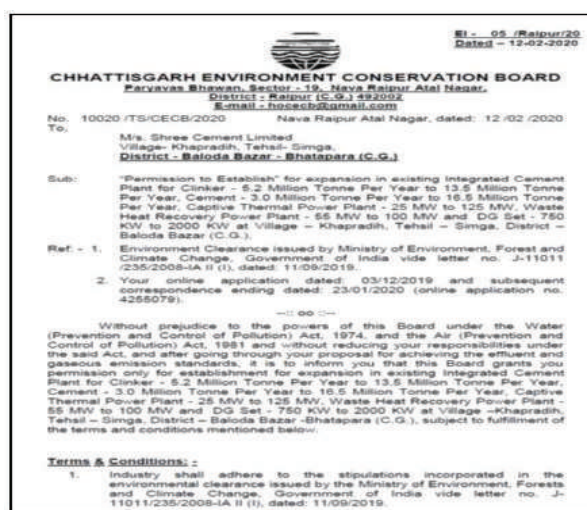 EI - 05 /Raipur/20
Dated – 12-02-2020
CHHATTISGARH ENVIRONMENT CONSERVATION BOARD
Paryavas Bhawan, Sector - 19, Nava Raipur Atal Nagar,
District - Raipur (C.G.) 492002
E-mail - hocecb@gmail.com
No. 10020 /TS/CECB/2020 Nava Raipur Atal Nagar, dated: 12 /02 /2020
To,
M/s. Shree Cement Limited
Village- Khapradih, Tehsil- Simga,
District - Baloda Bazar - Bhatapara (C.G.)
Sub: "Permission to Establish" for expansion in existing Integrated Cement
Plant for Clinker - 5.2 Million Tonne Per Year to 13.5 Million Tonne
Per Year, Cement - 3.0 Million Tonne Per Year to 16.5 Million Tonne
Per Year, Captive Thermal Power Plant - 25 MW to 125 MW, Waste
Heat Recovery Power Plant - 55 MW to 100 MW and DG Set - 750
KW to 2000 KW at Village – Khapradih, Tehsil – Simga, District –
Baloda Bazar (C.G.),
Ref: - 1. Environment Clearance issued by Ministry of Environment, Forest and
Climate Change, Government of India vide letter no. J-11011
/235/2008-IA II (I), dated: 11/09/2019.
2. Your online application dated: 03/12/2019 and subsequent
correspondence ending dated: 23/01/2020 (online application no.
4255079).
--:: oo ::--
Without prejudice to the powers of this Board under the Water
(Prevention and Control of Pollution) Act, 1974, and the Air (Prevention and
Control of Pollution) Act, 1981 and without reducing your responsibilities under
the said Act, and after going through your proposal for achieving the effluent and
gaseous emission standards, it is to inform you that this Board grants you
permission only for establishment for expansion in existing Integrated Cement
Plant for Clinker - 5.2 Million Tonne Per Year to 13.5 Million Tonne Per Year,
Cement - 3.0 Million Tonne Per Year to 16.5 Million Tonne Per Year, Captive
Thermal Power Plant - 25 MW to 125 MW, Waste Heat Recovery Power Plant -
55 MW to 100 MW and DG Set - 750 KW to 2000 KW at Village –Khapradih,
Tehsil – Simga, District – Baloda Bazar -Bhatapara (C.G.), subject to fulfillment of
the terms and conditions mentioned below.
Terms & Conditions: -
1. Industry shall adhere to the stipulations incorporated in the
environmental clearance issued by the Ministry of Environment, Forests
and Climate Change, Government of India vide letter no. J-
11011/235/2008-IA II (I), dated: 11/09/2019.